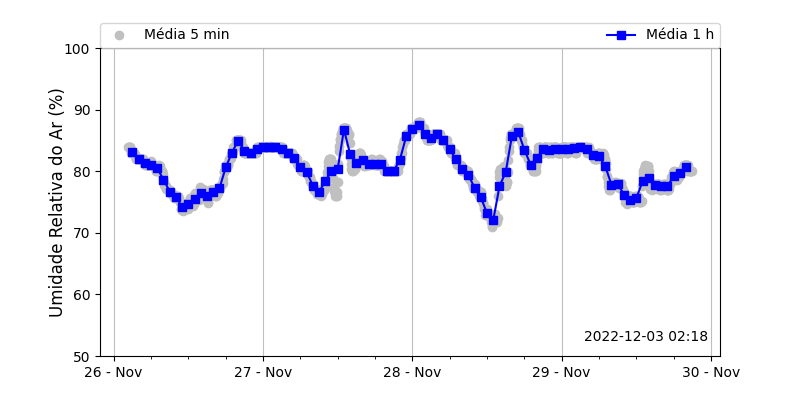 Média 5 min
Média 1 h
Umidade Relativa do Ar (%)
100
90
80
70
60
50
2022-12-03 02:18
26 - Nov
27 - Nov
28 - Nov
29 - Nov
30 - Nov